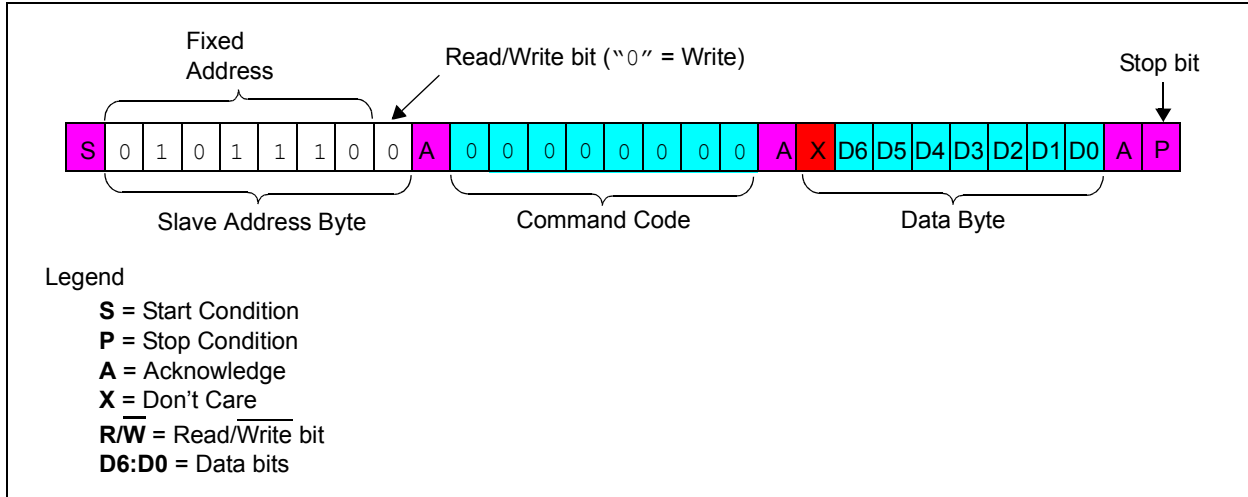 Fixed
Address
Read/Write bit (“0” = Write)
Stop bit
S 0 1 0 1 1 1 0 0 A 0 0 0 0 0 0 0 0 A X D6 D5 D4 D3 D2 D1 D0 A P
Slave Address Byte
Command Code
Data Byte
Legend
S = Start Condition
P = Stop Condition
A = Acknowledge
X = Don’t Care
R/W̅ = Read/W̅r̅i̅t̅e̅ bit
D6:D0 = Data bits